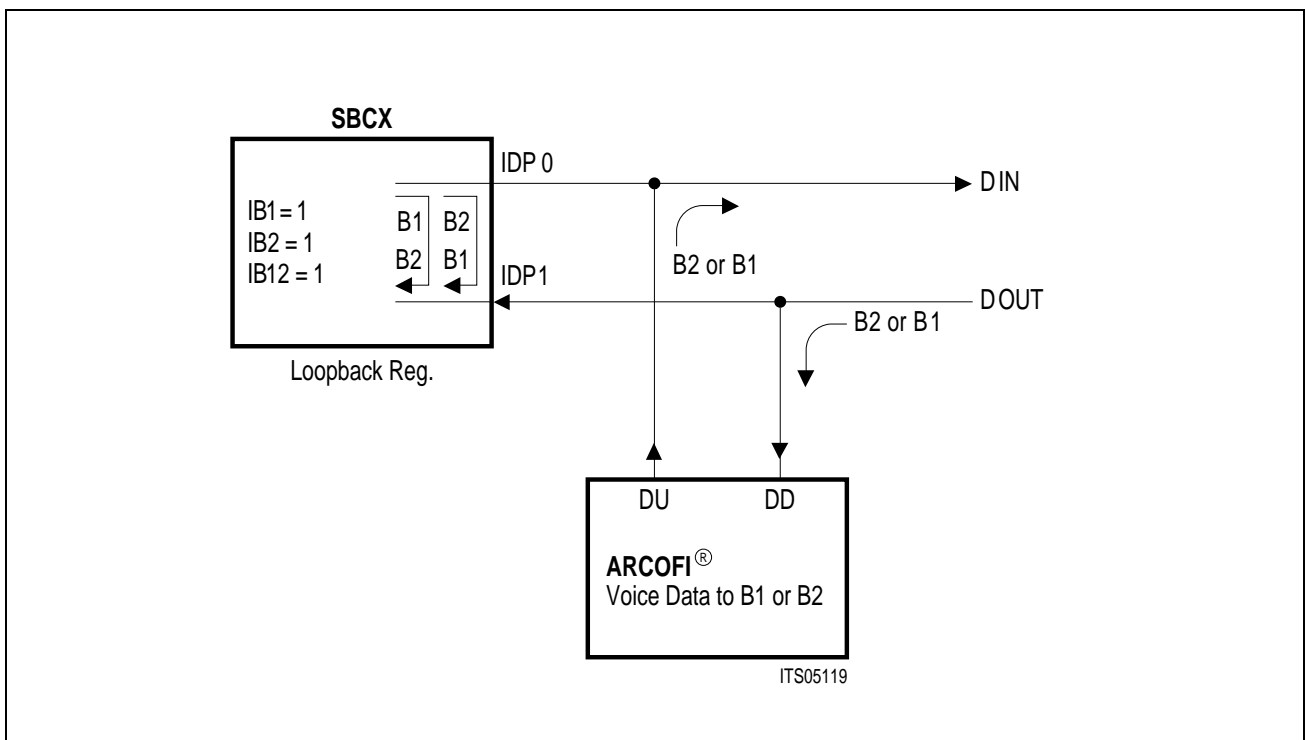 SBCX
IDP 0
DIN
IB1 = 1
IB2 = 1
IB12 = 1
B1
B2
B2
B1
B2 or B1
IDP1
DOUT
B2 or B1
Loopback Reg.
DU
DD
ARCOFI®
Voice Data to B1 or B2
ITS05119